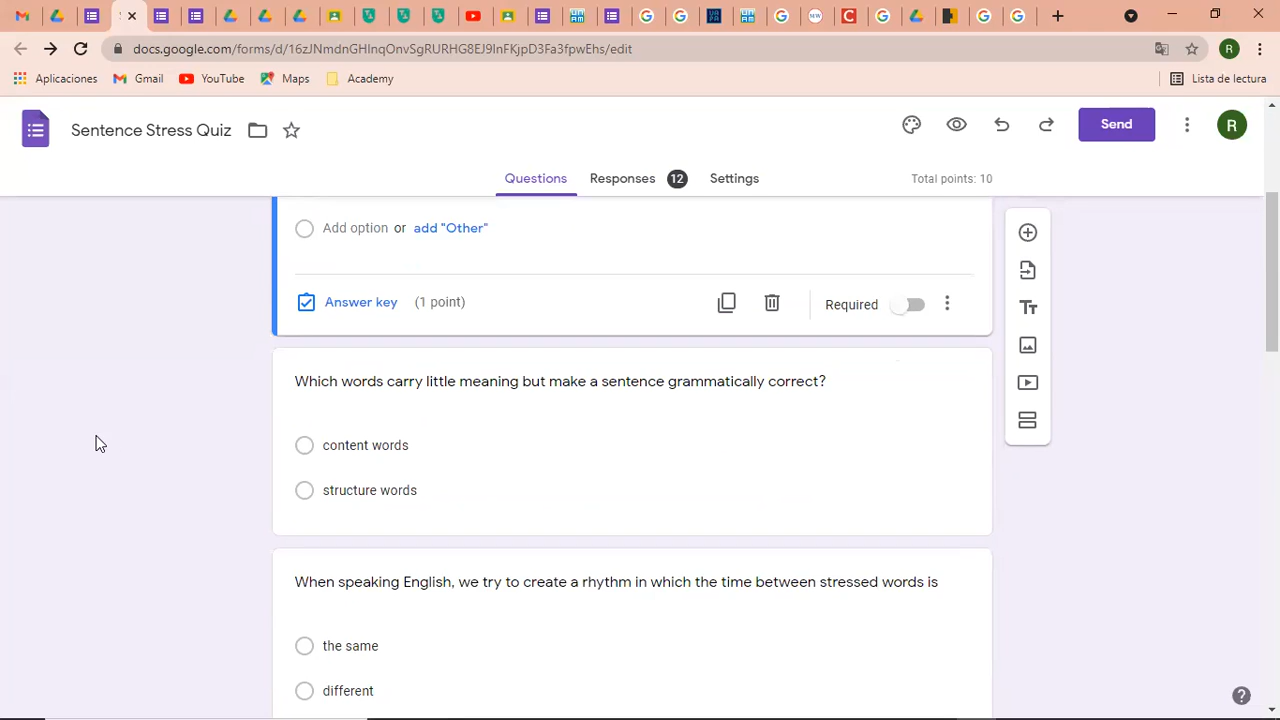 docs.google.com/forms/d/16zJNmdnGHlnqOnvSgRURHG8EJ9InFKjpD3Fa3fpwEhs/edit
R
Aplicaciones
Gmail
YouTube
Maps
Academy
Lista de lectura
Sentence Stress Quiz
Send
R
Questions
Responses
12
Settings
Total points: 10
Add option or add "Other"
Answer key
(1 point)
Required
Which words carry little meaning but make a sentence grammatically correct?
content words
structure words
When speaking English, we try to create a rhythm in which the time between stressed words is
the same
different